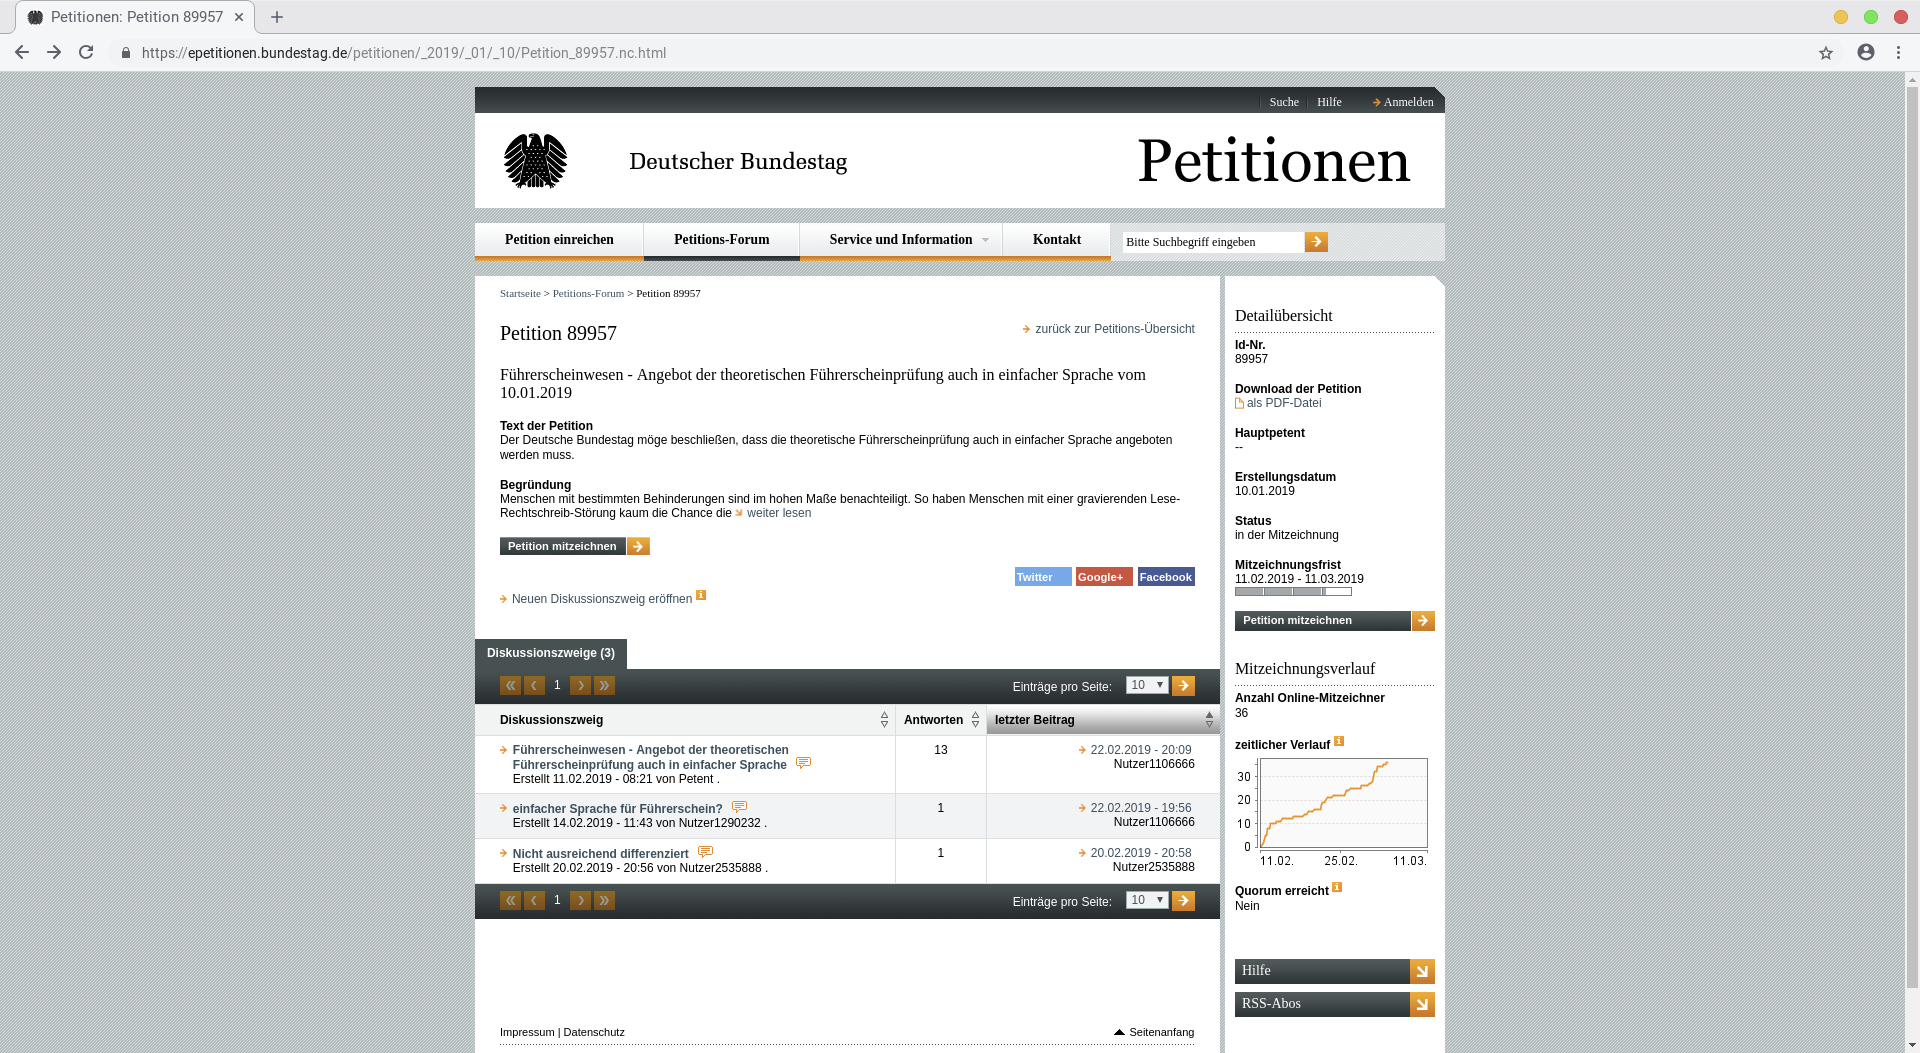 Petitionen: Petition 89957
https://epetitionen.bundestag.de/petitionen/_2019/_01/_10/Petition_89957.nc.html
Suche
Hilfe
Anmelden
Deutscher Bundestag
Petitionen
Petition einreichen
Petitions-Forum
Service und Information
Kontakt
Bitte Suchbegriff eingeben
Startseite > Petitions-Forum > Petition 89957
Petition 89957
zurück zur Petitions-Übersicht
Führerscheinwesen - Angebot der theoretischen Führerscheinprüfung auch in einfacher Sprache vom
10.01.2019
Text der Petition
Der Deutsche Bundestag möge beschließen, dass die theoretische Führerscheinprüfung auch in einfacher Sprache angeboten
werden muss.
Begründung
Menschen mit bestimmten Behinderungen sind im hohen Maße benachteiligt. So haben Menschen mit einer gravierenden Lese-
Rechtschreib-Störung kaum die Chance die weiter lesen
Petition mitzeichnen
Twitter
Google+
Facebook
Neuen Diskussionszweig eröffnen
Diskussionszweige (3)
1
Einträge pro Seite:
10
Diskussionszweig
Antworten
letzter Beitrag
Führerscheinwesen - Angebot der theoretischen
Führerscheinprüfung auch in einfacher Sprache
Erstellt 11.02.2019 - 08:21 von Petent .
13
22.02.2019 - 20:09
Nutzer1106666
einfacher Sprache für Führerschein?
Erstellt 14.02.2019 - 11:43 von Nutzer1290232 .
1
22.02.2019 - 19:56
Nutzer1106666
Nicht ausreichend differenziert
Erstellt 20.02.2019 - 20:56 von Nutzer2535888 .
1
20.02.2019 - 20:58
Nutzer2535888
1
Einträge pro Seite:
10
Impressum | Datenschutz
Seitenanfang
Detailübersicht
Id-Nr.
89957
Download der Petition
als PDF-Datei
Hauptpetent
--
Erstellungsdatum
10.01.2019
Status
in der Mitzeichnung
Mitzeichnungsfrist
11.02.2019 - 11.03.2019
Petition mitzeichnen
Mitzeichnungsverlauf
Anzahl Online-Mitzeichner
36
zeitlicher Verlauf
30
20
10
0
11.02.
25.02.
11.03.
Quorum erreicht
Nein
Hilfe
RSS-Abos